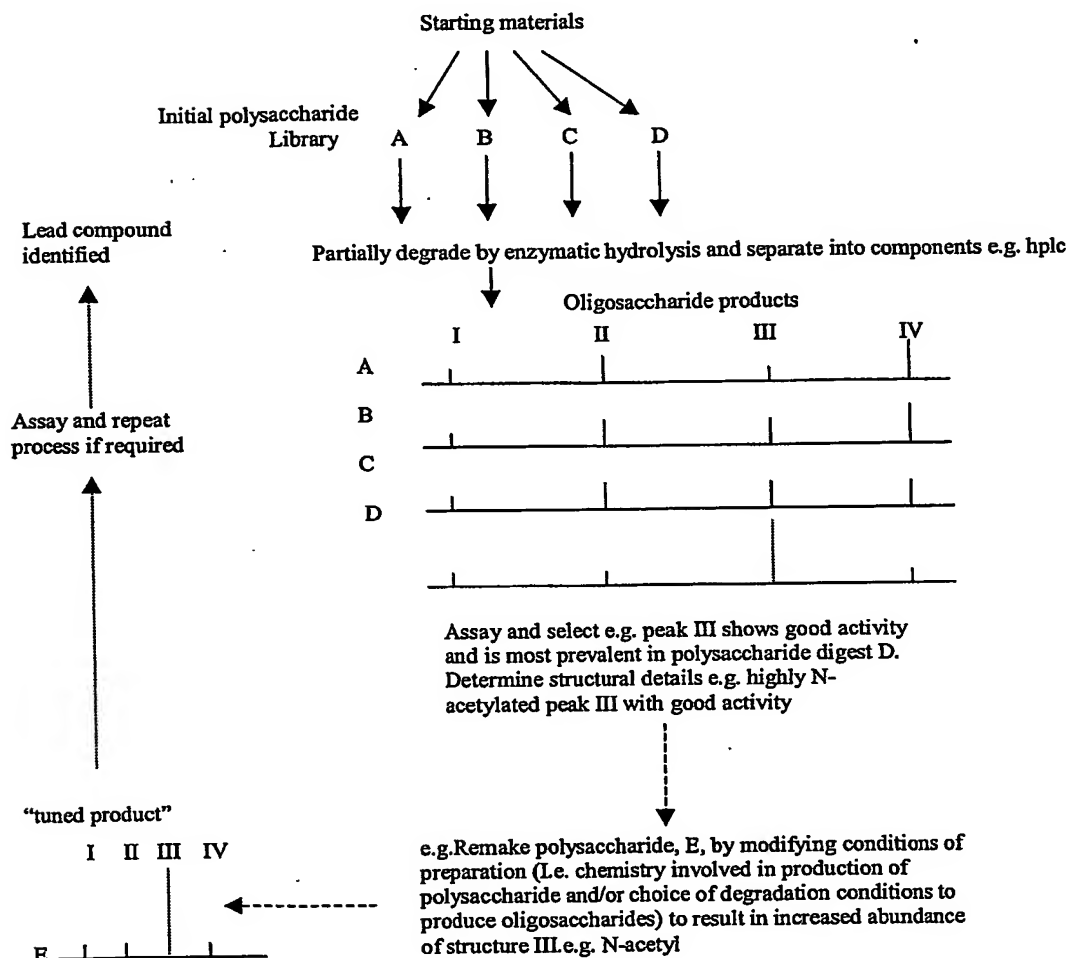 Starting materials
Initial polysaccharide
Library
A B C D
Lead compound
identified
Partially degrade by enzymatic hydrolysis and separate into components e.g. hplc
Oligosaccharide products
I II III IV
A
B
C
D
Assay and repeat
process if required
Assay and select e.g. peak III shows good activity
and is most prevalent in polysaccharide digest D.
Determine structural details e.g. highly N-
acetylated peak III with good activity
"tuned product"
I II III IV
E
e.g.Remake polysaccharide, E, by modifying conditions of
preparation (I.e. chemistry involved in production of
polysaccharide and/or choice of degradation conditions to
produce oligosaccharides) to result in increased abundance
of structure III.e.g. N-acetyl